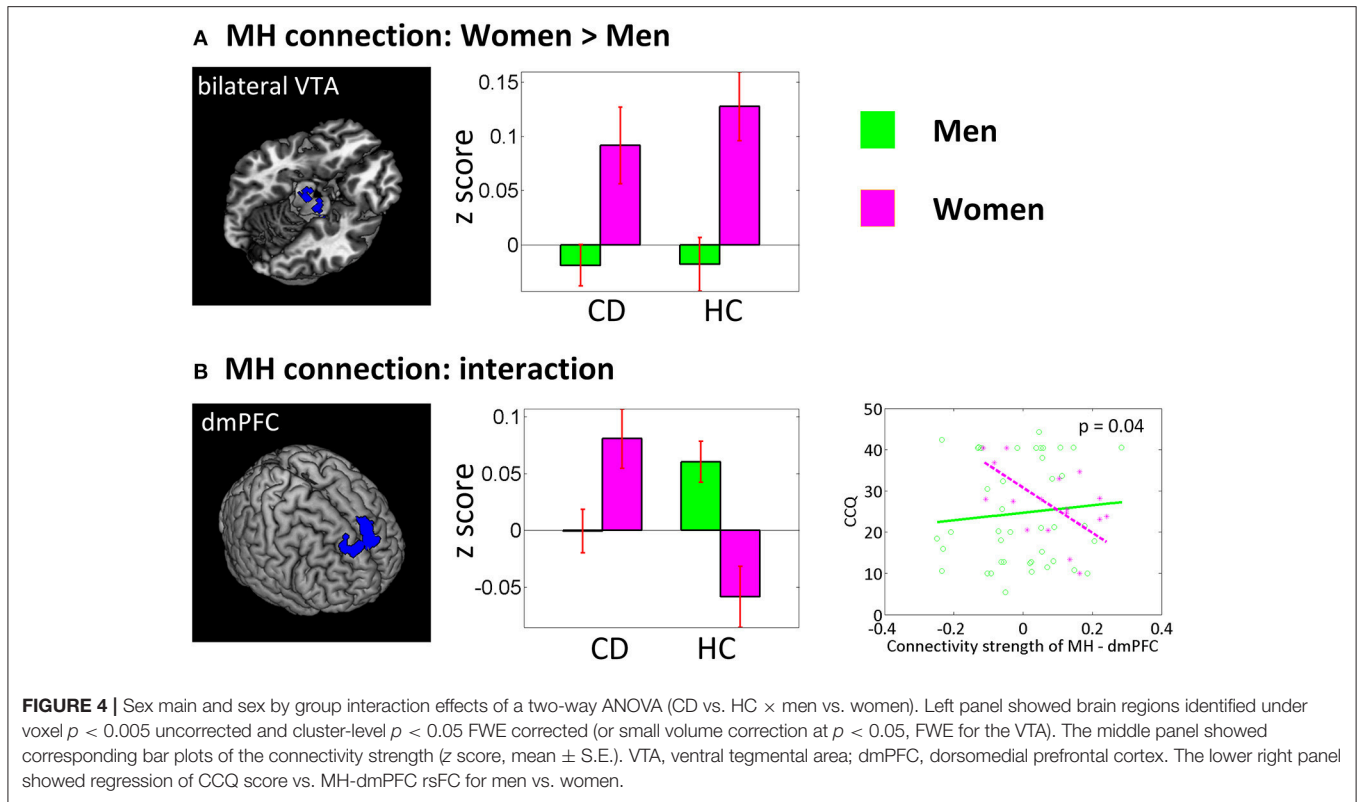 A MH connection: Women > Men
bilateral VTA
0.15
0.1
0.05
0
z score
CD HC
Men
Women
B MH connection: interaction
dmPFC
0.1
0.05
0
-0.05
z score
CD HC
50
40
30
20
10
0
CCQ
p = 0.04
-0.4 -0.2 0 0.2 0.4
Connectivity strength of MH - dmPFC
FIGURE 4 | Sex main and sex by group interaction effects of a two-way ANOVA (CD vs. HC × men vs. women). Left panel showed brain regions identified under
voxel p < 0.005 uncorrected and cluster-level p < 0.05 FWE corrected (or small volume correction at p < 0.05, FWE for the VTA). The middle panel showed
corresponding bar plots of the connectivity strength (z score, mean ± S.E.). VTA, ventral tegmental area; dmPFC, dorsomedial prefrontal cortex. The lower right panel
showed regression of CCQ score vs. MH-dmPFC rsFC for men vs. women.